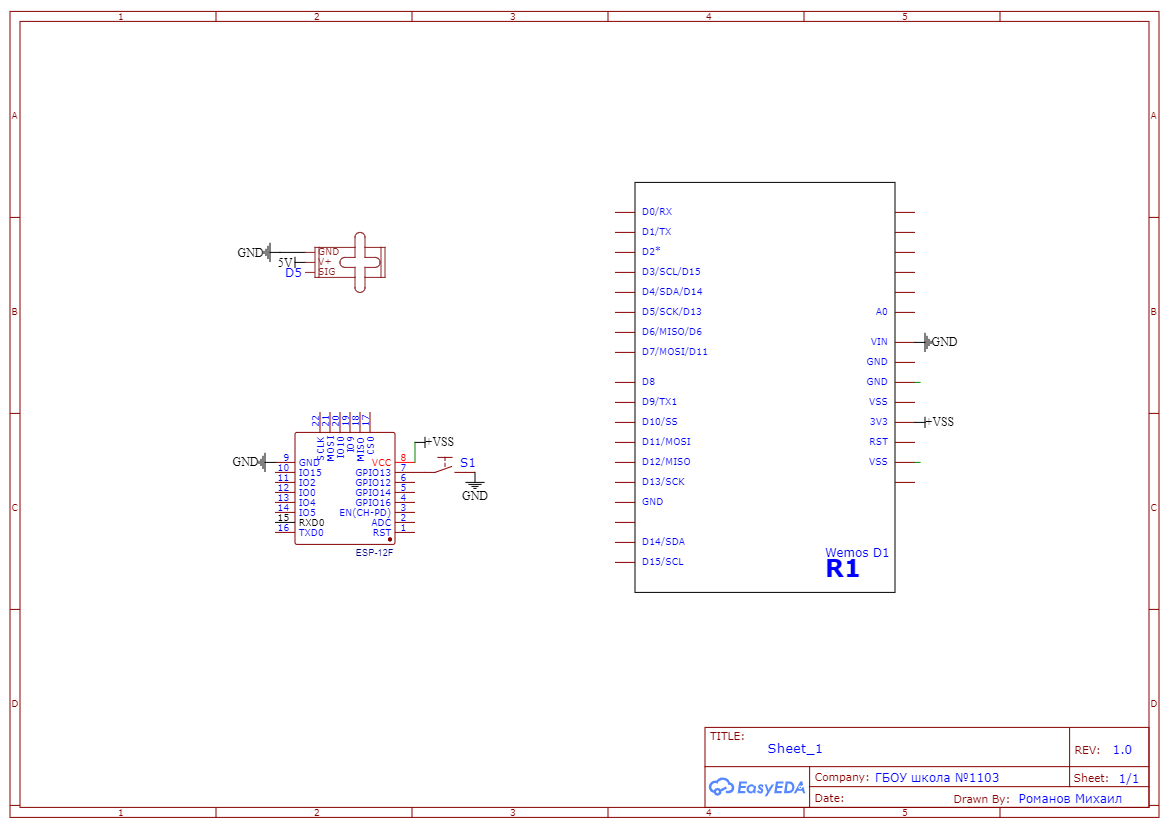 1 2 3 4 5
A A
B B
C C
D D
GND
5V
D5
GND
V+
SIG
D0/RX
D1/TX
D2*
D3/SCL/D15
D4/SDA/D14
D5/SCK/D13
D6/MISO/D6
D7/MOSI/D11
D8
D9/TX1
D10/SS
D11/MOSI
D12/MISO
D13/SCK
GND
D14/SDA
D15/SCL
A0
VIN
GND
GND
GND
VSS
3V3
+VSS
RST
VSS
Wemos D1
R1
22 21 20 19 18 17
SCLK MOSI IO10 IO9 MISO CS0
GND
9 GND
10 IO15
11 IO2
12 IO0
13 IO4
14 IO5
15 RXD0
16 TXD0
VCC 8
GPIO13 7
GPIO12 6
GPIO14 5
GPIO16 4
EN(CH-PD) 3
ADC 2
RST 1
ESP-12F
+VSS
S1
GND
TITLE:
Sheet_1
REV: 1.0
EasyEDA
Company: ГБОУ школа №1103
Sheet: 1/1
Date:
Drawn By: Романов Михаил
1 2 3 4 5